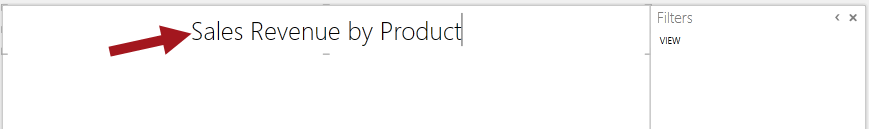 Sales Revenue by Product
Filters
VIEW